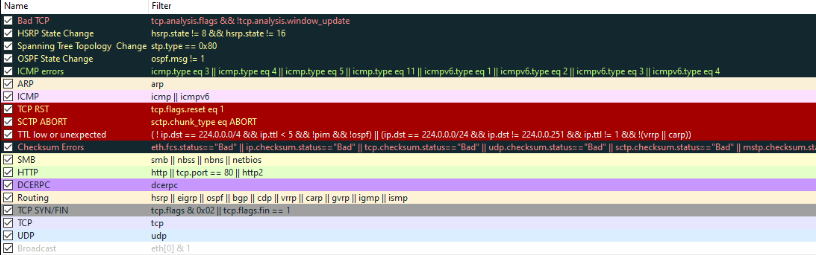 Name Filter
Bad TCP tcp.analysis.flags && !tcp.analysis.window_update
HSRP State Change hsrp.state != 8 && hsrp.state != 16
Spanning Tree Topology Change stp.type == 0x80
OSPF State Change ospf.msg != 1
ICMP errors icmp.type eq 3 || icmp.type eq 4 || icmp.type eq 5 || icmp.type eq 11 || icmpv6.type eq 1 || icmpv6.type eq 2 || icmpv6.type eq 3 || icmpv6.type eq 4
ARP arp
ICMP icmp || icmpv6
TCP RST tcp.flags.reset eq 1
SCTP ABORT sctp.chunk_type eq ABORT
TTL low or unexpected ( ! ip.dst == 224.0.0.0/4 && ip.ttl < 5 && !pim && !ospf) || (ip.dst == 224.0.0.0/24 && ip.dst != 224.0.0.251 && ip.ttl != 1 && !(vrrp || carp))
Checksum Errors eth.fcs.status=="Bad" || ip.checksum.status=="Bad" || tcp.checksum.status=="Bad" || udp.checksum.status=="Bad" || sctp.checksum.status=="Bad" || mstp.checksum.st
SMB smb || nbss || nbns || netbios
HTTP http || tcp.port == 80 || http2
DCERPC dcerpc
Routing hsrp || eigrp || ospf || bgp || cdp || vrrp || carp || gvrp || igmp || ismp
TCP SYN/FIN tcp.flags & 0x02 || tcp.flags.fin == 1
TCP tcp
UDP udp
Broadcast eth[0] & 1